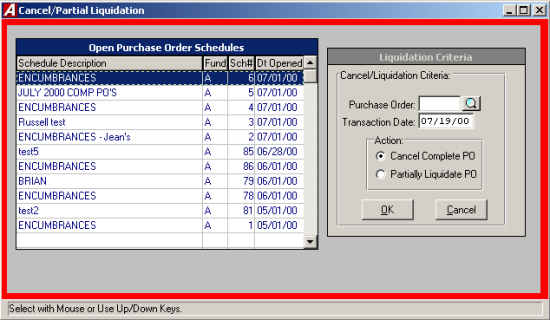 Cancel/Partial Liquidation
Open Purchase Order Schedules
Schedule Description Fund Sch# Dt Opened
ENCUMBRANCES A 6 07/01/00
JULY 2000 COMP PO'S A 5 07/01/00
ENCUMBRANCES A 4 07/01/00
Russell test A 3 07/01/00
ENCUMBRANCES - Jean's A 2 07/01/00
test5 A 85 06/28/00
ENCUMBRANCES A 86 06/01/00
BRIAN A 79 06/01/00
ENCUMBRANCES A 78 06/01/00
test2 A 81 05/01/00
ENCUMBRANCES A 1 05/01/00
Liquidation Criteria
Cancel/Liquidation Criteria:
Purchase Order:
Transaction Date: 07/19/00
Action:
Cancel Complete PO
Partially Liquidate PO
OK Cancel
Select with Mouse or Use Up/Down Keys.